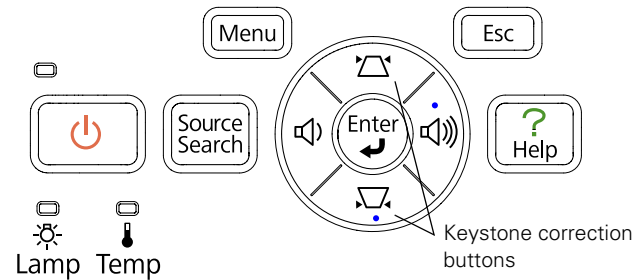 Menu
Esc
Source
Search
Enter
?
Help
Keystone correction
buttons
Lamp
Temp